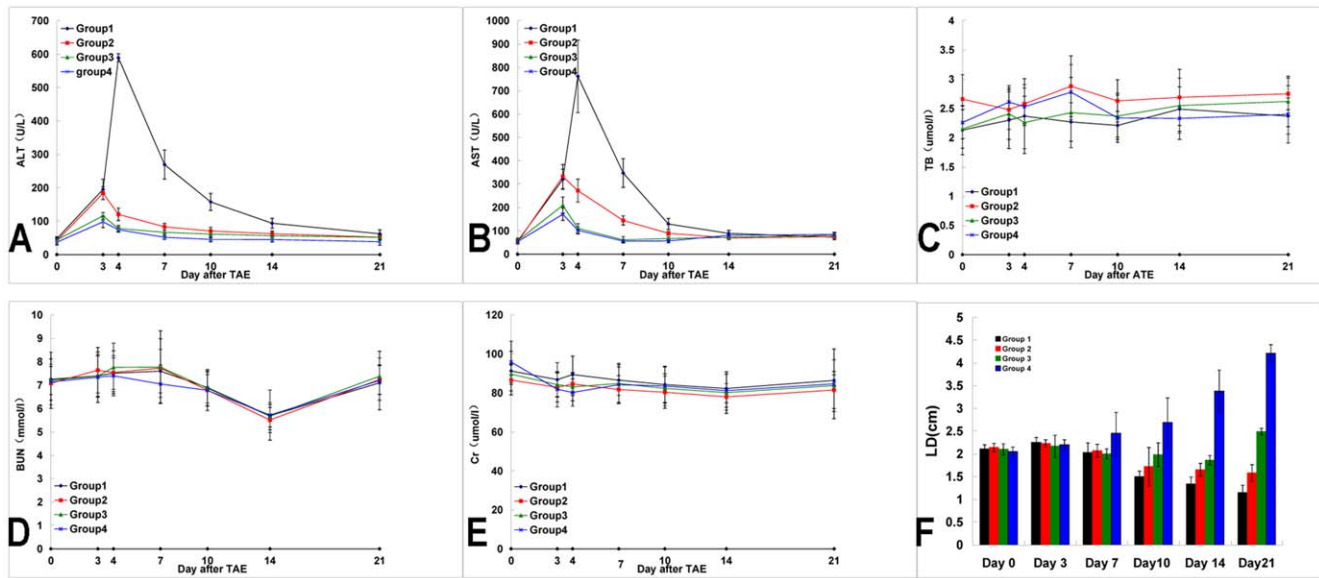 A
ALT (U/L)
700
600
500
400
300
200
100
0
Group1
Group2
Group3
group4
0 3 4 7 10 14 21
Day after TAE
B
AST (U/L)
1000
900
800
700
600
500
400
300
200
100
0
Group1
Group2
Group3
Group4
0 3 4 7 10 14 21
Day after TAE
C
TB (umol/l)
4
3.5
3
2.5
2
1.5
1
0.5
0
Group1
Group2
Group3
Group4
0 3 4 7 10 14 21
Day after ATE
D
BUN (mmol/l)
10
9
8
7
6
5
4
3
2
1
0
Group1
Group2
Group3
Group4
0 3 4 7 10 14 21
Day after TAE
E
Cr (umol/l)
120
100
80
60
40
20
0
Group1
Group2
Group3
Group4
0 3 4 7 10 14 21
Day after TAE
F
LD(cm)
5
4.5
4
3.5
3
2.5
2
1.5
1
0.5
0
Group 1
Group 2
Group 3
Group 4
Day 0 Day 3 Day 7 Day10 Day 14 Day21